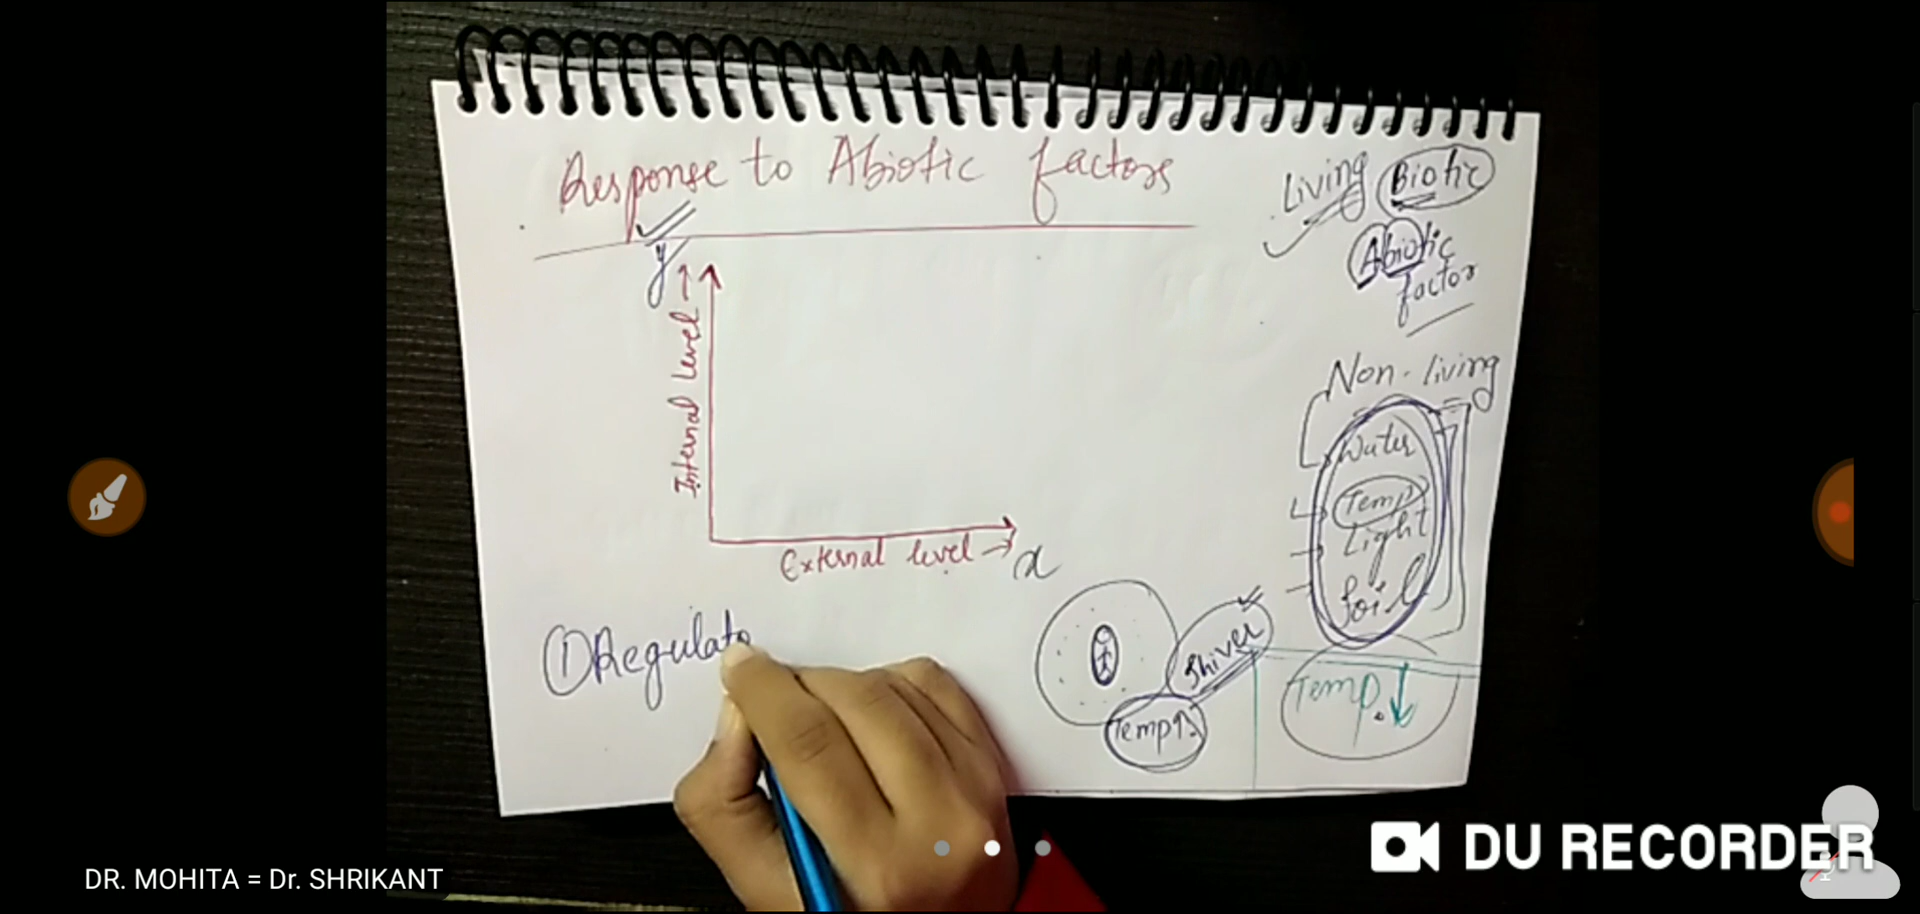 Response to Abiotic factors
Living Biotic
Abiotic
factor
y
Internal level →
External level → x
Non-living
Water
Temp
Light
Soil
① Regulato
Shiver
Temp↑
Temp. ↓
DU RECORDER
DR. MOHITA = Dr. SHRIKANT